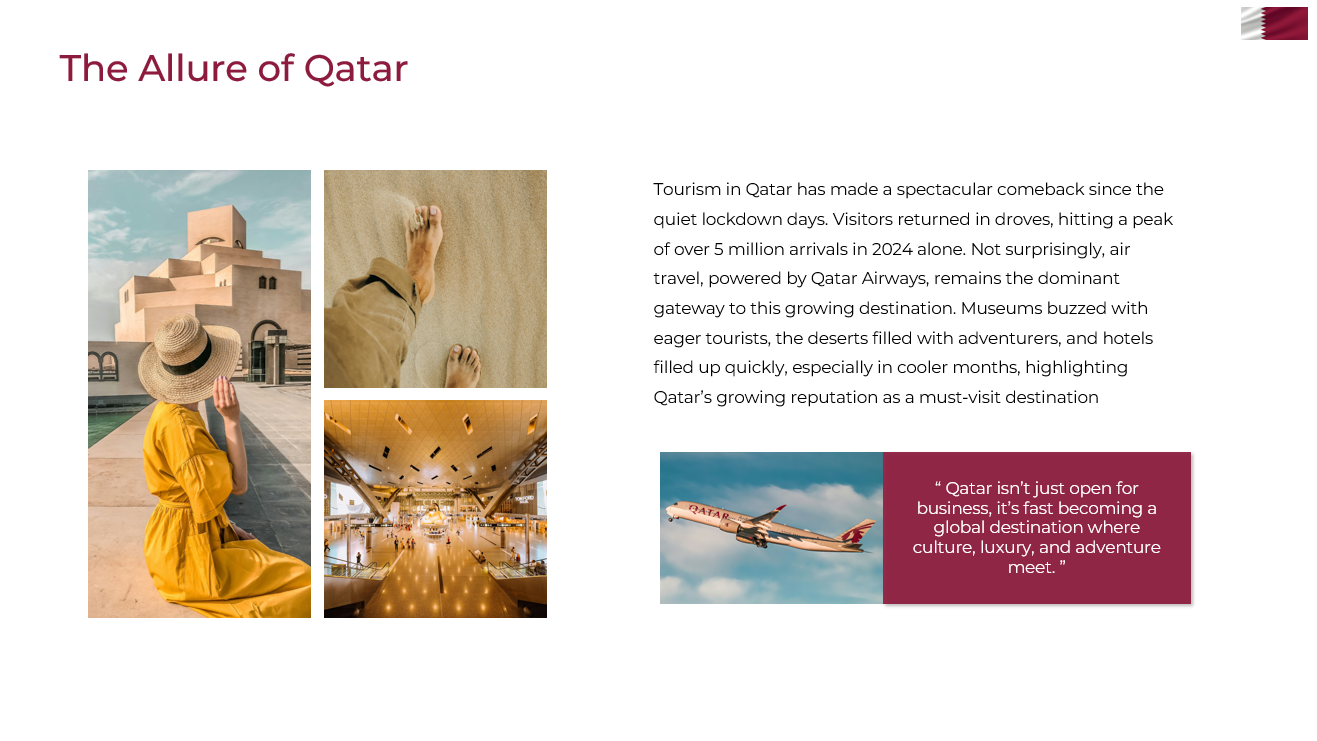 The Allure of Qatar
Tourism in Qatar has made a spectacular comeback since the
quiet lockdown days. Visitors returned in droves, hitting a peak
of over 5 million arrivals in 2024 alone. Not surprisingly, air
travel, powered by Qatar Airways, remains the dominant
gateway to this growing destination. Museums buzzed with
eager tourists, the deserts filled with adventurers, and hotels
filled up quickly, especially in cooler months, highlighting
Qatar’s growing reputation as a must-visit destination
QATAR
“ Qatar isn’t just open for
business, it’s fast becoming a
global destination where
culture, luxury, and adventure
meet. ”